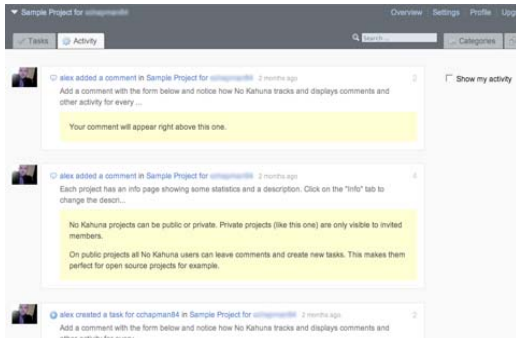 Sample Project for
Overview Settings Profile Upg
Tasks Activity Search... Categories
alex added a comment in Sample Project for 2 months ago 2
Add a comment with the form below and notice how No Kahuna tracks and displays comments and
other activity for every ...
Your comment will appear right above this one.
Show my activity
alex added a comment in Sample Project for 2 months ago 4
Each project has an info page showing some statistics and a description. Click on the "Info" tab to
change the descri...
No Kahuna projects can be public or private. Private projects (like this one) are only visible to invited
members.
On public projects all No Kahuna users can leave comments and create new tasks. This makes them
perfect for open source projects for example.
alex created a task for cchapman84 in Sample Project for 2 months ago 2
Add a comment with the form below and notice how No Kahuna tracks and displays comments and